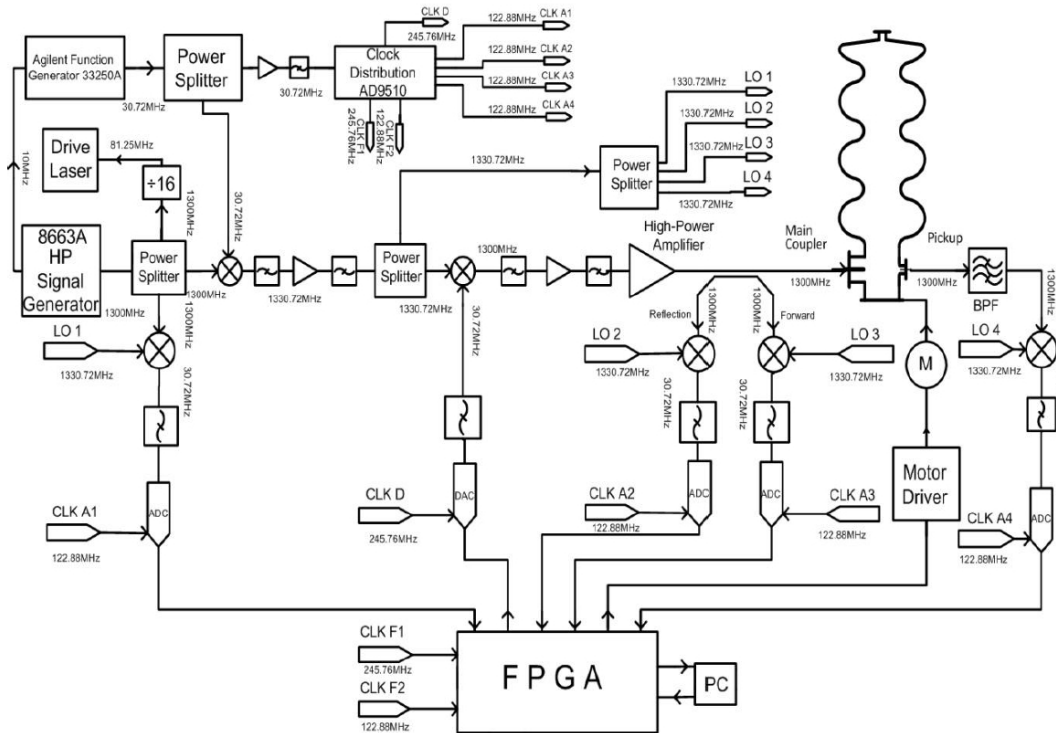 CLK D
245.76MHz
122.88MHz
CLK A1
Agilent Function
Generator 33250A
Power
Splitter
Clock
Distribution
AD9510
122.88MHz
CLK A2
122.88MHz
CLK A3
122.88MHz
CLK A4
30.72MHz
30.72MHz
CLK F1
245.76MHz
CLK F2
122.88MHz
Drive
Laser
81.25MHz
÷16
10MHz
1300MHz
30.72MHz
1330.72MHz
Power
Splitter
1330.72MHz
LO 1
1330.72MHz
LO 2
1330.72MHz
LO 3
1330.72MHz
LO 4
8663A
HP
Signal
Generator
Power
Splitter
1300MHz
1300MHz
1300MHz
1330.72MHz
Power
Splitter
1330.72MHz
1300MHz
High-Power
Amplifier
Main
Coupler
1300MHz
Pickup
1300MHz
BPF
1300MHz
LO 1
1330.72MHz
30.72MHz
30.72MHz
Reflection
1300MHz
1300MHz
Forward
LO 2
1330.72MHz
LO 3
1330.72MHz
30.72MHz
30.72MHz
M
LO 4
1330.72MHz
CLK A1
122.88MHz
ADC
CLK D
245.76MHz
DAC
CLK A2
122.88MHz
ADC
ADC
CLK A3
122.88MHz
Motor
Driver
CLK A4
122.88MHz
ADC
CLK F1
245.76MHz
CLK F2
122.88MHz
FPGA
PC